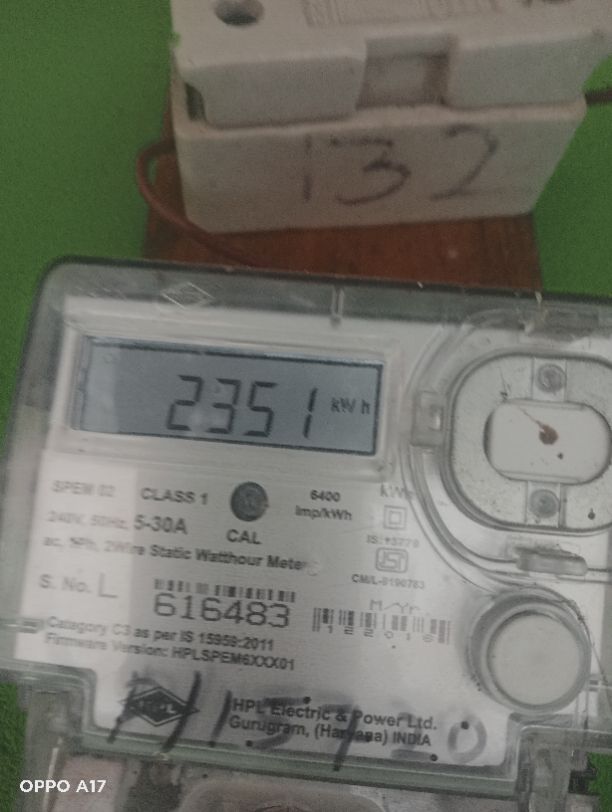 132
2351 kWh
SPEM 02 CLASS 1 6400 imp/kWh
240V, 50Hz, 5-30A CAL
IS:13779
ac, 1Ph, 2Wire Static Watthour Meter
CM/L-8190783
S. No. L 616483
M/Yr
Category C3 as per IS 15959:2011
Firmware Version: HPLSPEM6XXX01
HPL
HPL Electric & Power Ltd.
Gurugram, (Haryana) INDIA
OPPO A17